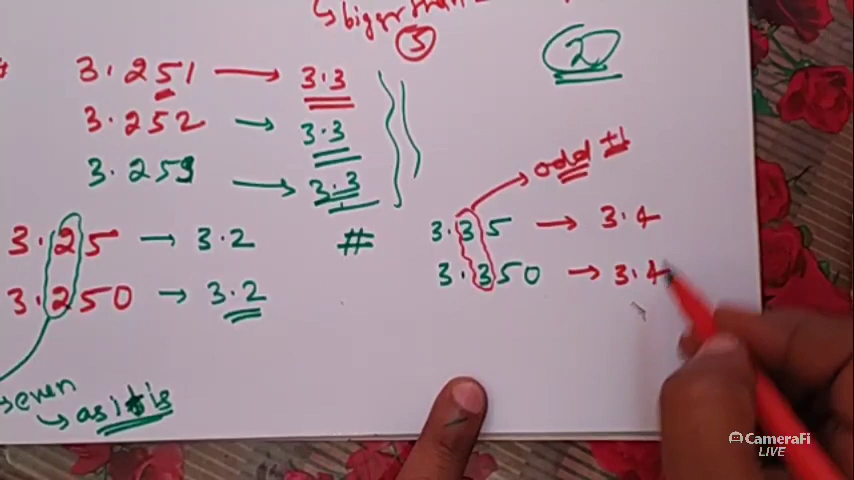 ↳ bigger than -
5
2
3.251 → 3.3
3.252 → 3.3
3.259 → 3.3
odd +1
3.25 → 3.2
# 3.35 → 3.4
3.250 → 3.2
3.350 → 3.4
→ even
↳ as it is
CameraFi
LIVE